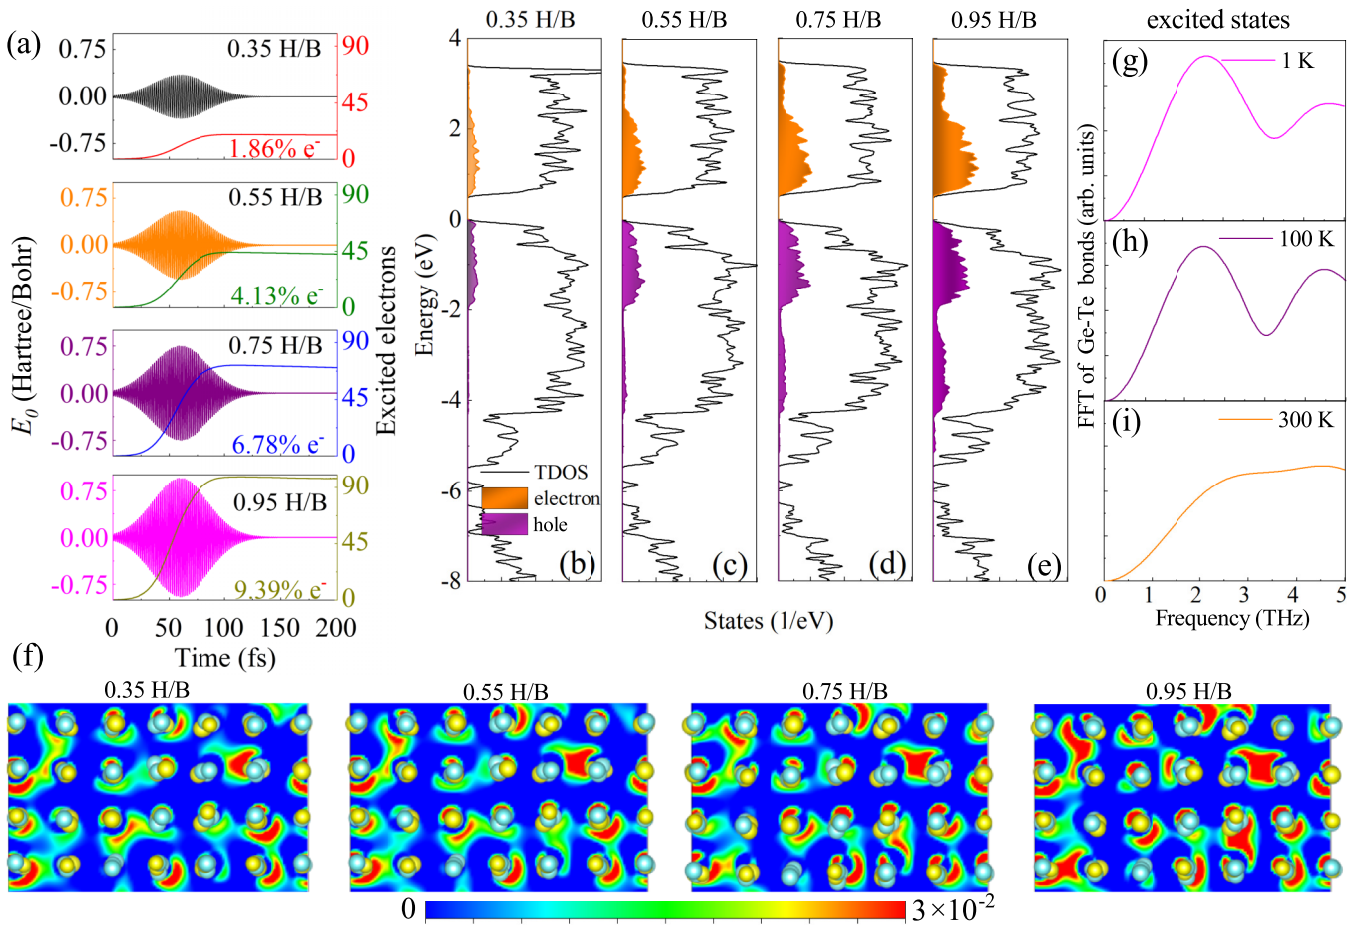 (a)
0.75
0.00
-0.75
0.35 H/B
1.86% e-
90
45
0
0.75
0.00
-0.75
0.55 H/B
4.13% e-
90
45
0
0.75
0.00
-0.75
0.75 H/B
6.78% e-
90
45
0
0.75
0.00
-0.75
0.95 H/B
9.39% e-
90
45
0
0 50 100 150 200
Time (fs)
E0 (Hartree/Bohr)
Excited electrons
0.35 H/B 0.55 H/B 0.75 H/B 0.95 H/B
4
2
0
-2
-4
-6
-8
Energy (eV)
TDOS
electron
hole
(b) (c) (d) (e)
States (1/eV)
excited states
(g) 1 K
(h) 100 K
(i) 300 K
FFT of Ge-Te bonds (arb. units)
0 1 2 3 4 5
Frequency (THz)
(f)
0.35 H/B 0.55 H/B 0.75 H/B 0.95 H/B
0 3×10-2